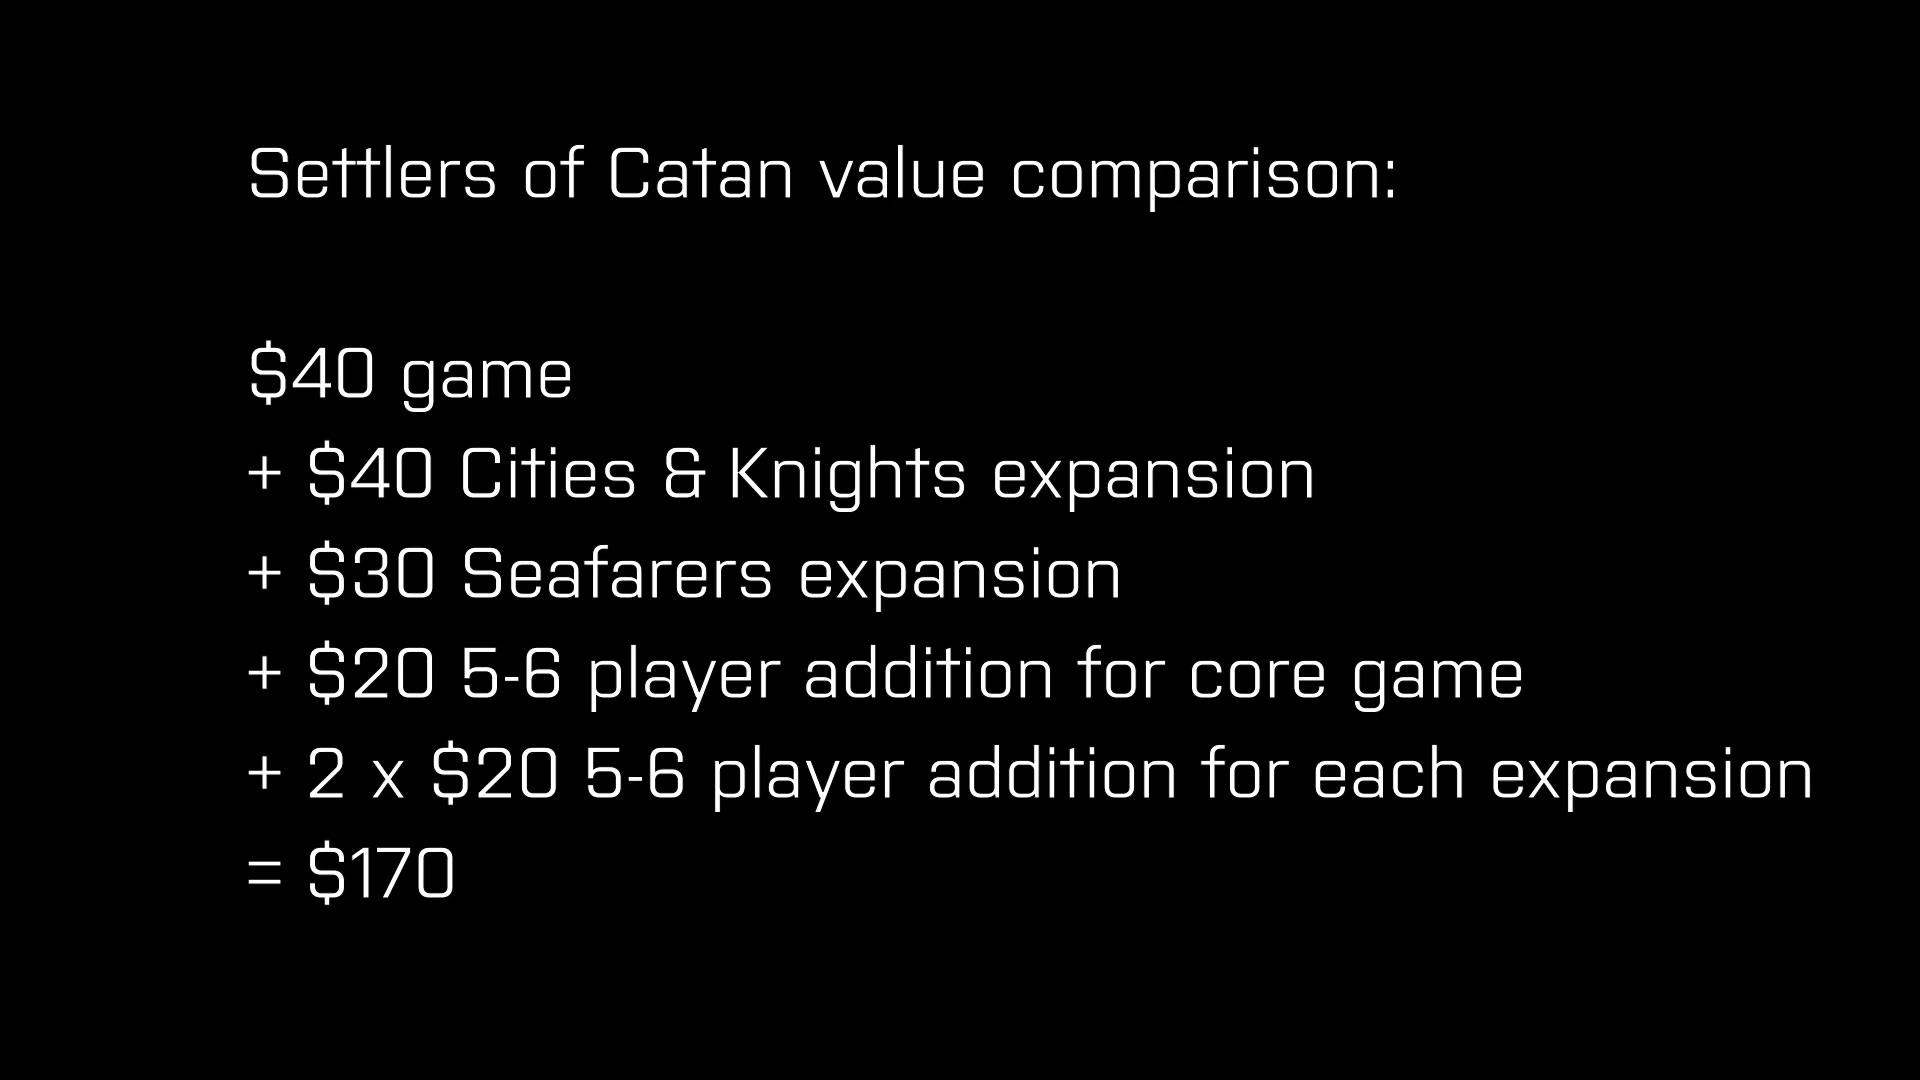 Settlers of Catan value comparison:
$40 game
+ $40 Cities & Knights expansion
+ $30 Seafarers expansion
+ $20 5-6 player addition for core game
+ 2 x $20 5-6 player addition for each expansion
= $170